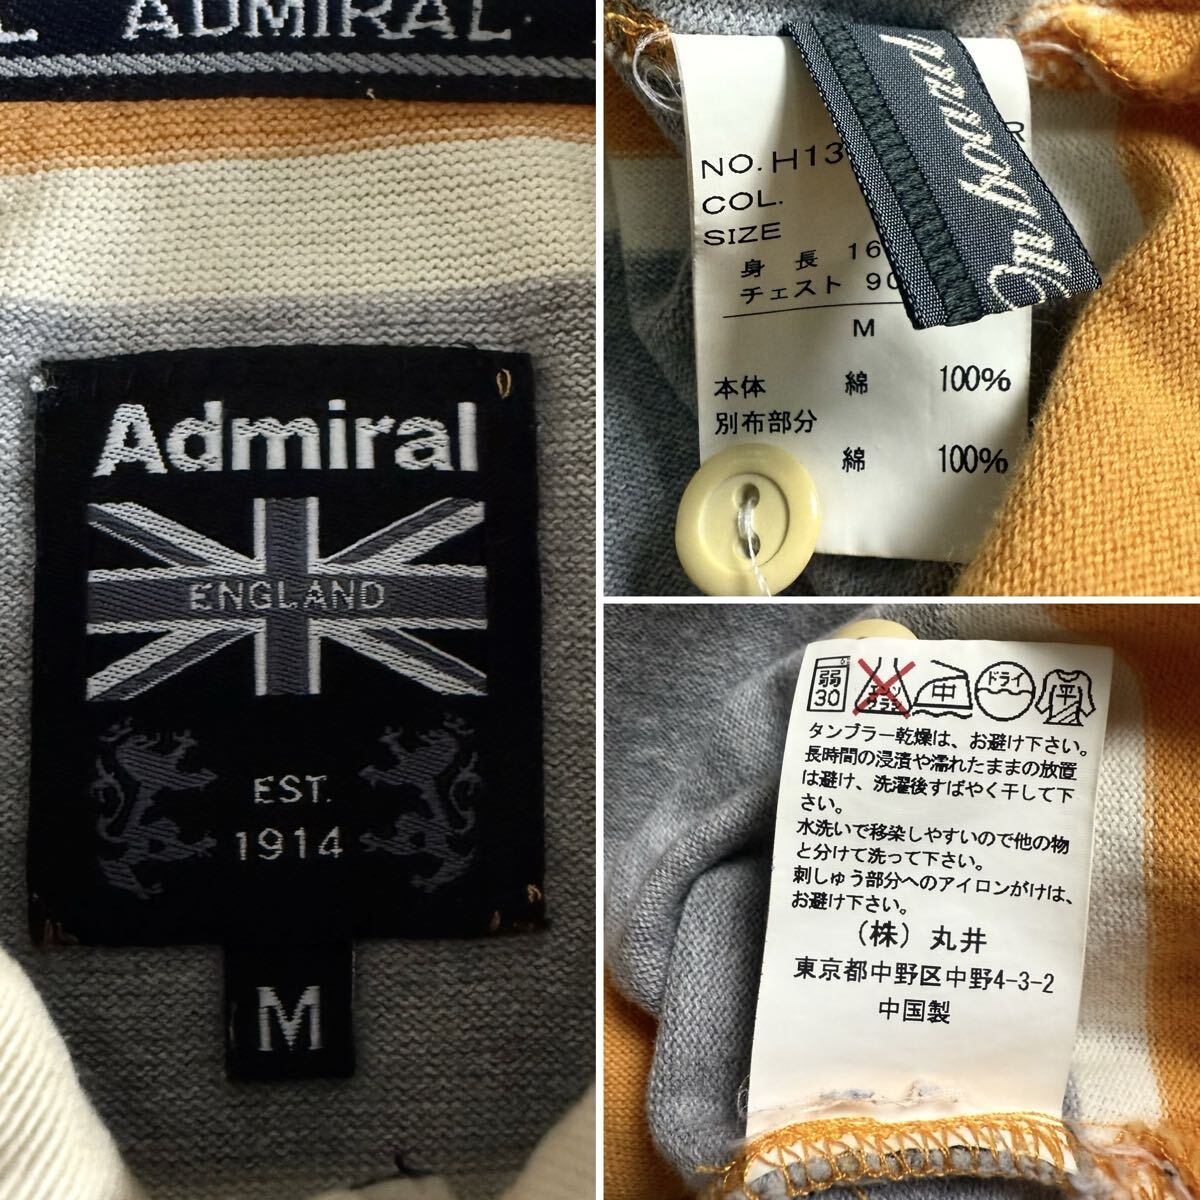 ADMIRAL
Admiral
ENGLAND
EST.
1914
M
NO.H13
COL.
SIZE
身長 16
チェスト 90
M
本体 綿 100%
別布部分
綿 100%
弱
30
エンソ
サラシ
中
ドライ
平
タンブラー乾燥は、お避け下さい。
長時間の浸漬や濡れたままの放置
は避け、洗濯後すばやく干して下
さい。
水洗いで移染しやすいので他の物
と分けて洗って下さい。
刺しゅう部分へのアイロンがけは、
お避け下さい。
(株) 丸井
東京都中野区中野4-3-2
中国製